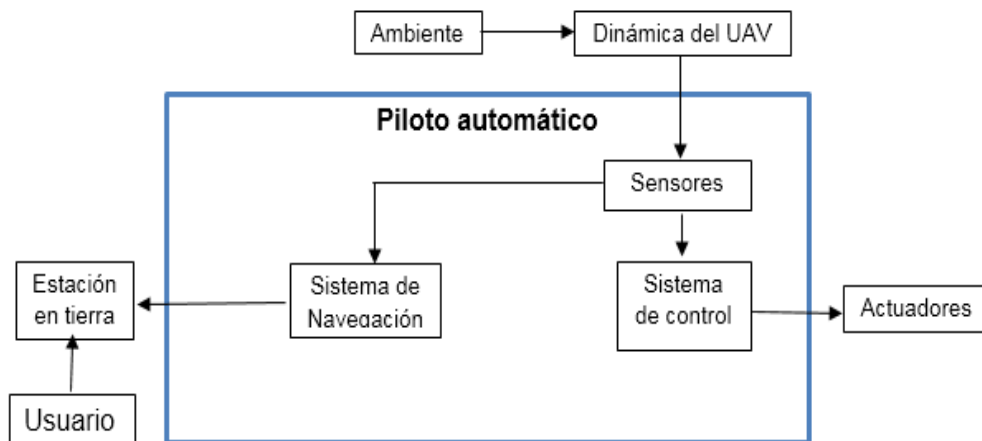 Ambiente
Dinámica del UAV
Piloto automático
Sensores
Estación
en tierra
Sistema de
Navegación
Sistema
de control
Actuadores
Usuario